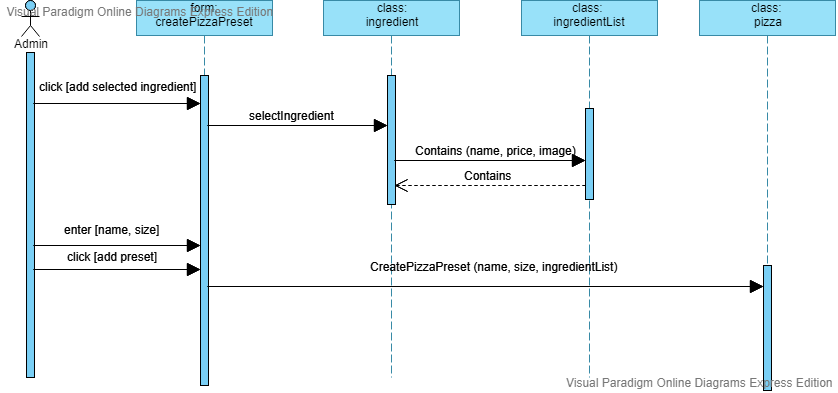 Visual Paradigm Online Diagrams Express Edition
Admin
form:
createPizzaPreset
class:
ingredient
class:
ingredientList
class:
pizza
click [add selected ingredient]
selectIngredient
Contains (name, price, image)
Contains
enter [name, size]
click [add preset]
CreatePizzaPreset (name, size, ingredientList)
Visual Paradigm Online Diagrams Express Edition